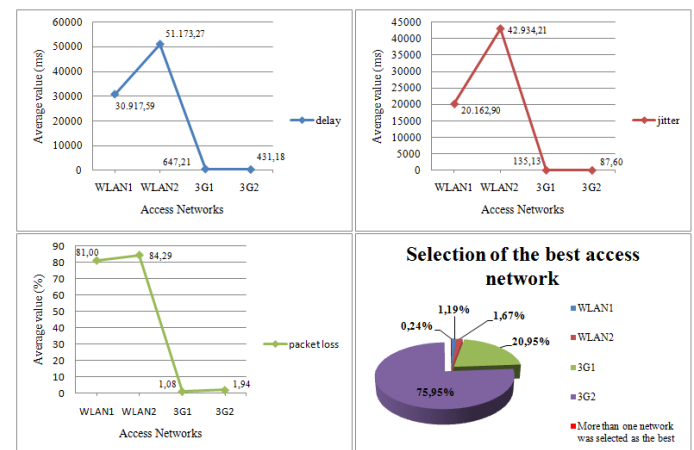 60000
50000
40000
30000
20000
10000
0
Average value (ms)
51.173,27
30.917,59
647,21
431,18
WLAN1
WLAN2
3G1
3G2
Access Networks
delay
45000
40000
35000
30000
25000
20000
15000
10000
5000
0
Average value (ms)
42.934,21
20.162,90
135,13
87,60
WLAN1
WLAN2
3G1
3G2
Access Networks
jitter
90
80
70
60
50
40
30
20
10
0
Average value (%)
81,00
84,29
1,08
1,94
WLAN1
WLAN2
3G1
3G2
Access Networks
packet loss
Selection of the best access
network
1,19%
1,67%
0,24%
20,95%
75,95%
WLAN1
WLAN2
3G1
3G2
More than one network
was selected as the best